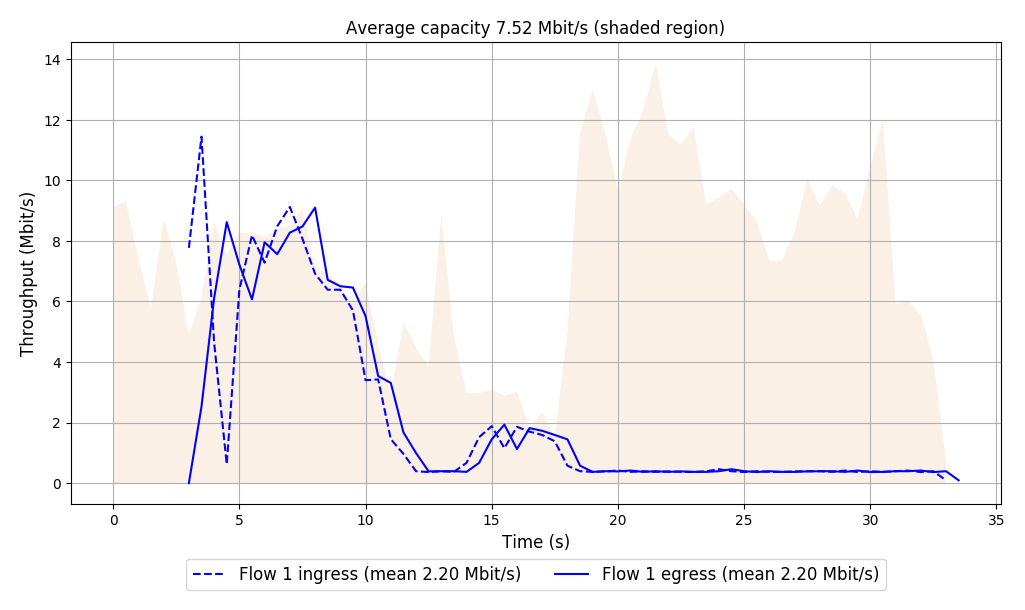 Average capacity 7.52 Mbit/s (shaded region)
Throughput (Mbit/s)
14
12
10
8
6
4
2
0
0 5 10 15 20 25 30 35
Time (s)
Flow 1 ingress (mean 2.20 Mbit/s) Flow 1 egress (mean 2.20 Mbit/s)